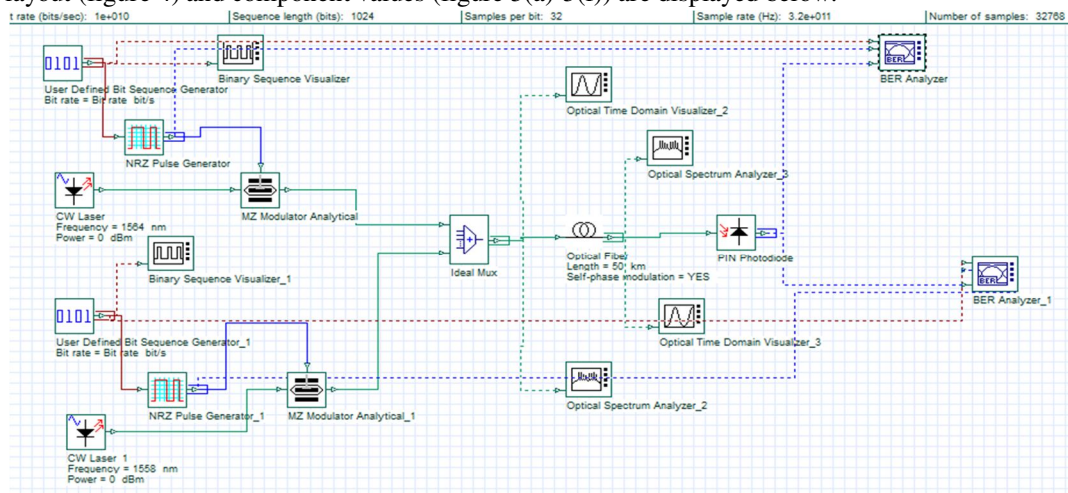 layout (figure 4) and component values (figure 5(a)-5(f)) are displayed below.
t rate (bits/sec): 1e+010 Sequence length (bits): 1024 Samples per bit: 32 Sample rate (Hz): 3.2e+011 Number of samples: 32768
0101
User Defined Bit Sequence Generator
Bit rate = Bit rate bit/s
Binary Sequence Visualizer
BER
BER Analyzer
Optical Time Domain Visualizer_2
NRZ Pulse Generator
Optical Spectrum Analyzer_3
CW Laser
Frequency = 1564 nm
Power = 0 dBm
MZ Modulator Analytical
Ideal Mux
Optical Fiber
Length = 50 km
Self-phase modulation = YES
PIN Photodiode
Binary Sequence Visualizer_1
BER
BER Analyzer_1
0101
User Defined Bit Sequence Generator_1
Bit rate = Bit rate bit/s
Optical Time Domain Visualizer_3
NRZ Pulse Generator_1
MZ Modulator Analytical_1
Optical Spectrum Analyzer_2
CW Laser 1
Frequency = 1558 nm
Power = 0 dBm